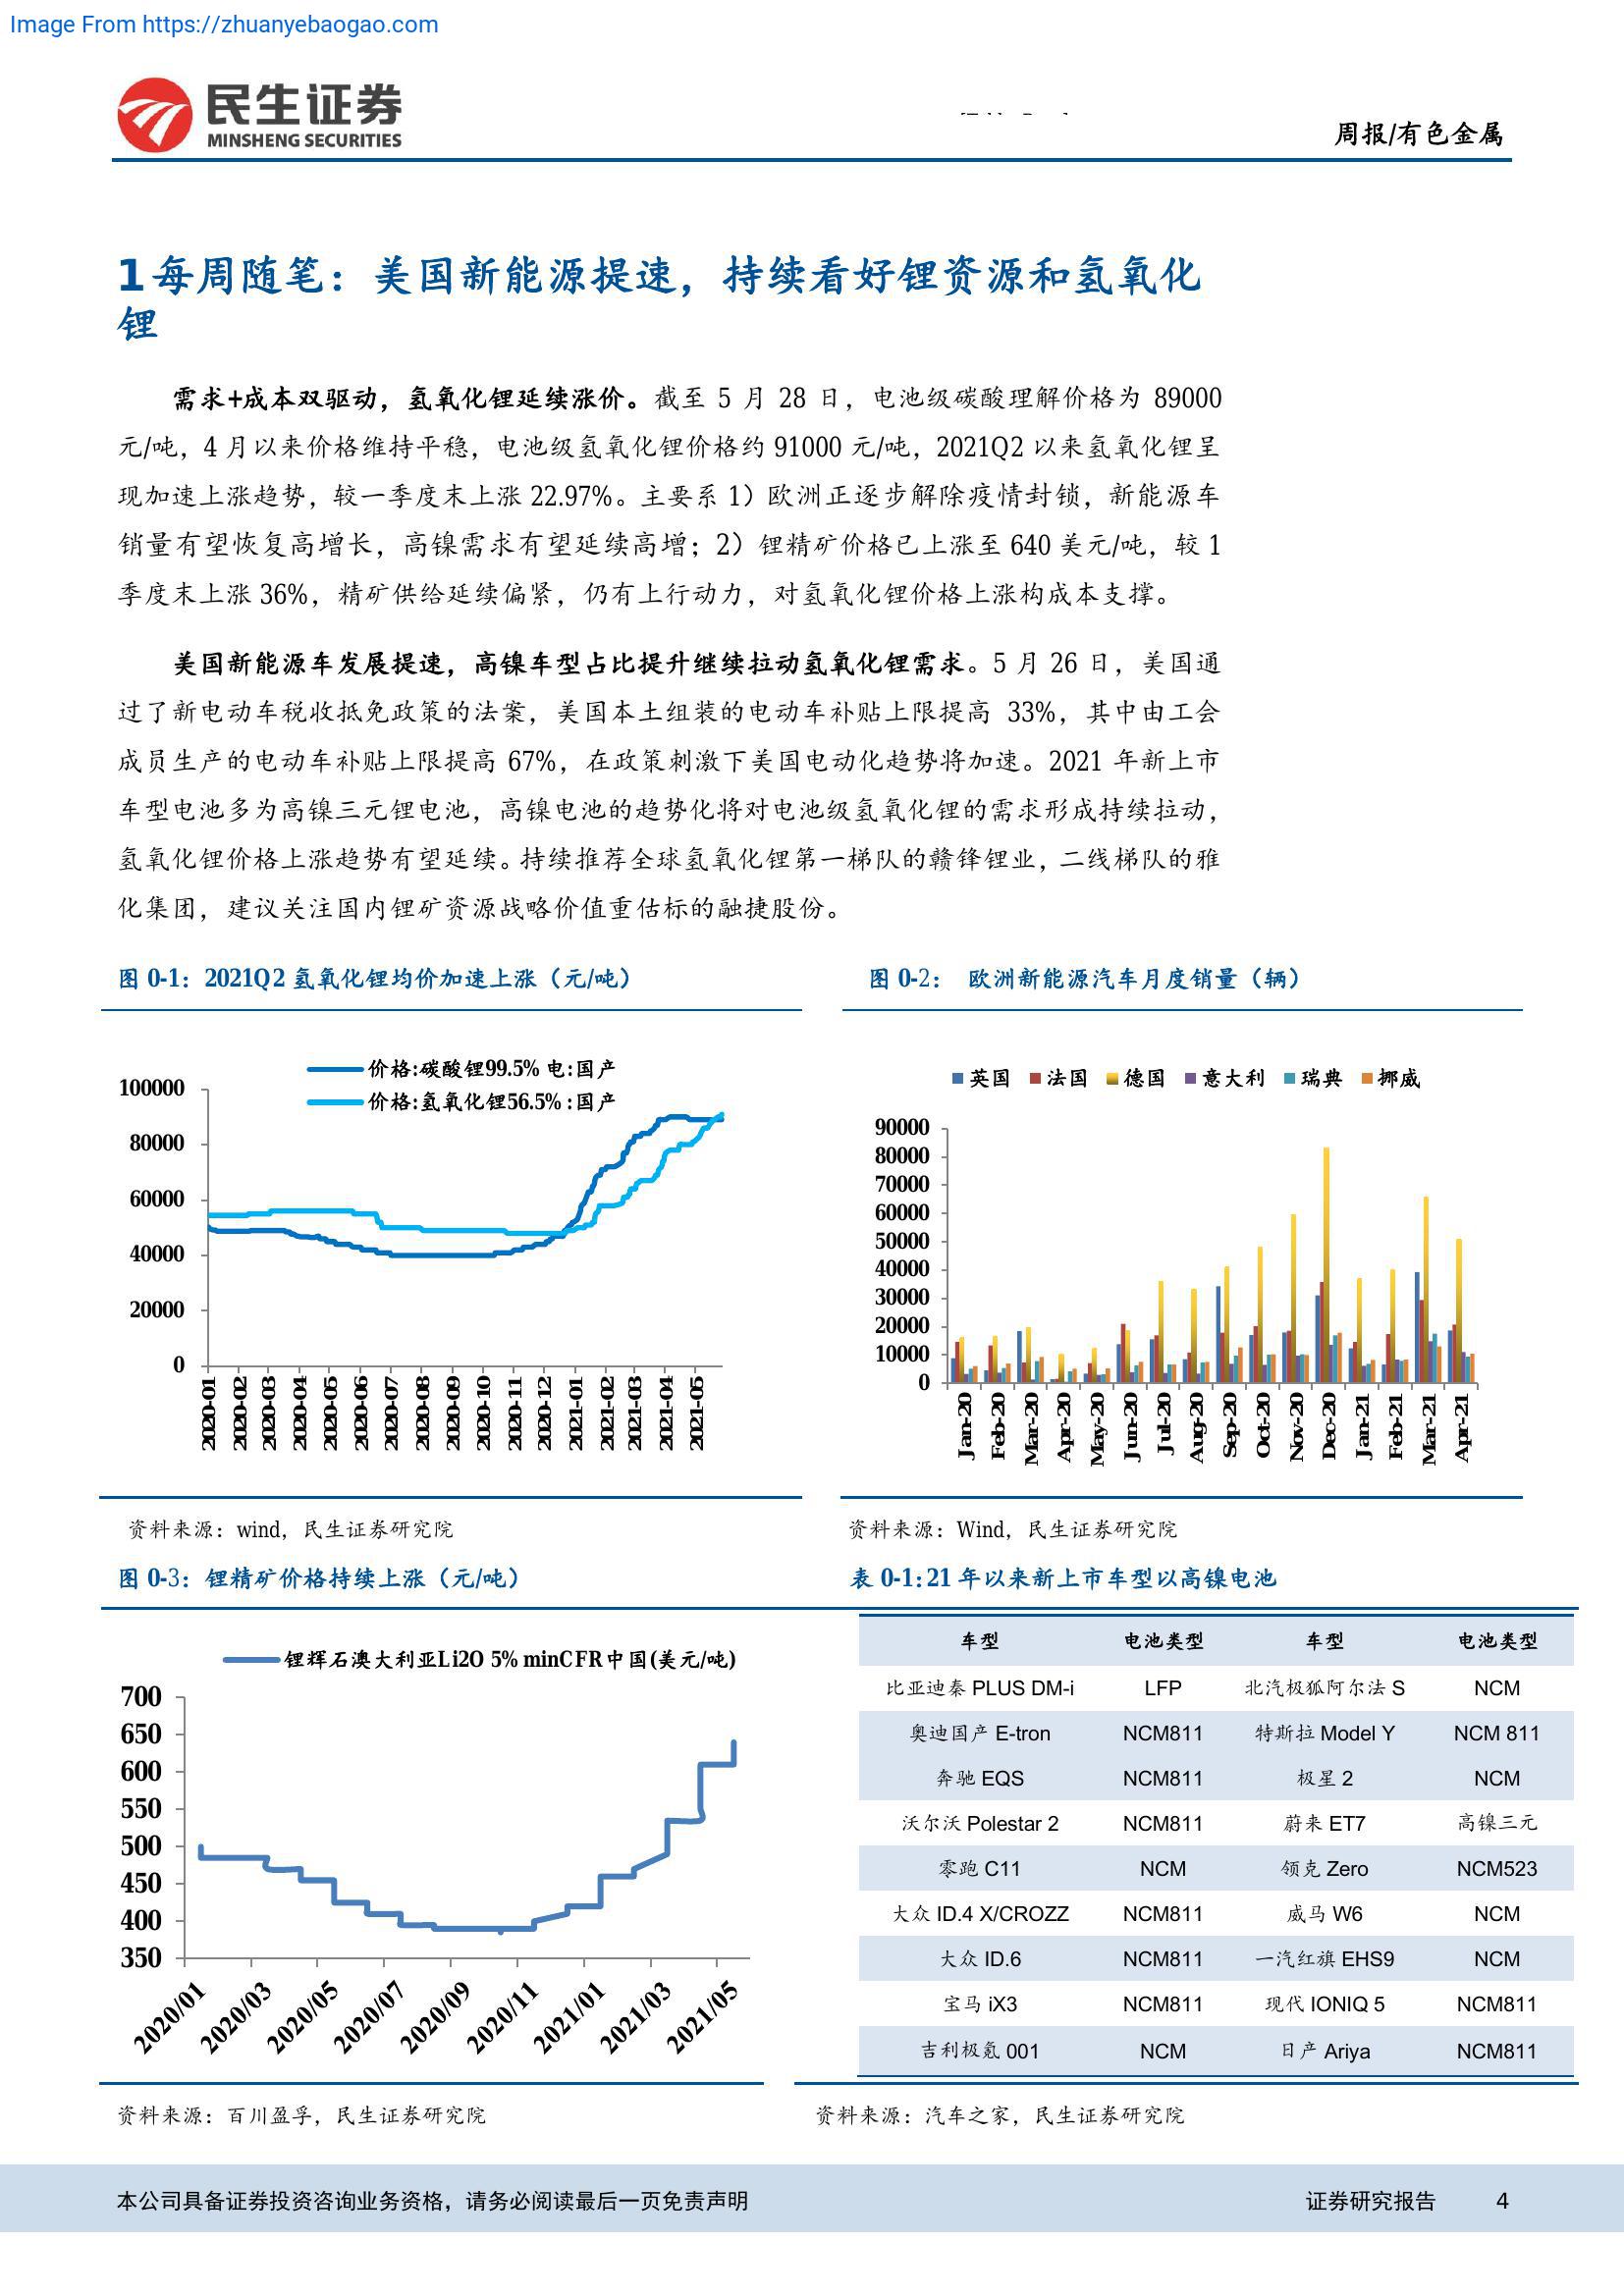 Image From https://zhuanyebaogao.com
民生证券
MINSHENG SECURITIES
周报/有色金属
1每周随笔：美国新能源提速，持续看好锂资源和氢氧化
锂
需求+成本双驱动，氢氧化锂延续涨价。截至 5 月 28 日，电池级碳酸理解价格为 89000
元/吨，4 月以来价格维持平稳，电池级氢氧化锂价格约 91000 元/吨，2021Q2 以来氢氧化锂呈
现加速上涨趋势，较一季度末上涨 22.97%。主要系 1）欧洲正逐步解除疫情封锁，新能源车
销量有望恢复高增长，高镍需求有望延续高增；2）锂精矿价格已上涨至 640 美元/吨，较 1
季度末上涨 36%，精矿供给延续偏紧，仍有上行动力，对氢氧化锂价格上涨构成本支撑。
美国新能源车发展提速，高镍车型占比提升继续拉动氢氧化锂需求。5 月 26 日，美国通
过了新电动车税收抵免政策的法案，美国本土组装的电动车补贴上限提高 33%，其中由工会
成员生产的电动车补贴上限提高 67%，在政策刺激下美国电动化趋势将加速。2021 年新上市
车型电池多为高镍三元锂电池，高镍电池的趋势化将对电池级氢氧化锂的需求形成持续拉动，
氢氧化锂价格上涨趋势有望延续。持续推荐全球氢氧化锂第一梯队的赣锋锂业，二线梯队的雅
化集团，建议关注国内锂矿资源战略价值重估标的融捷股份。
图 0-1：2021Q2 氢氧化锂均价加速上涨（元/吨）
价格:碳酸锂99.5% 电:国产
价格:氢氧化锂56.5% :国产
100000
80000
60000
40000
20000
0
2020-01 2020-02 2020-03 2020-04 2020-05 2020-06 2020-07 2020-08 2020-09 2020-10 2020-11 2020-12 2021-01 2021-02 2021-03 2021-04 2021-05
资料来源：wind，民生证券研究院
图 0-2： 欧洲新能源汽车月度销量（辆）
英国 法国 德国 意大利 瑞典 挪威
90000
80000
70000
60000
50000
40000
30000
20000
10000
0
Jan-20 Feb-20 Mar-20 Apr-20 May-20 Jun-20 Jul-20 Aug-20 Sep-20 Oct-20 Nov-20 Dec-20 Jan-21 Feb-21 Mar-21 Apr-21
资料来源：Wind，民生证券研究院
图 0-3：锂精矿价格持续上涨（元/吨）
锂辉石澳大利亚Li2O 5% minCFR中国(美元/吨)
700
650
600
550
500
450
400
350
2020/01 2020/03 2020/05 2020/07 2020/09 2020/11 2021/01 2021/03 2021/05
资料来源：百川盈孚，民生证券研究院
表 0-1：21 年以来新上市车型以高镍电池
车型 电池类型 车型 电池类型
比亚迪秦 PLUS DM-i LFP 北汽极狐阿尔法 S NCM
奥迪国产 E-tron NCM811 特斯拉 Model Y NCM 811
奔驰 EQS NCM811 极星 2 NCM
沃尔沃 Polestar 2 NCM811 蔚来 ET7 高镍三元
零跑 C11 NCM 领克 Zero NCM523
大众 ID.4 X/CROZZ NCM811 威马 W6 NCM
大众 ID.6 NCM811 一汽红旗 EHS9 NCM
宝马 iX3 NCM811 现代 IONIQ 5 NCM811
吉利极氪 001 NCM 日产 Ariya NCM811
资料来源：汽车之家，民生证券研究院
本公司具备证券投资咨询业务资格，请务必阅读最后一页免责声明
证券研究报告 4